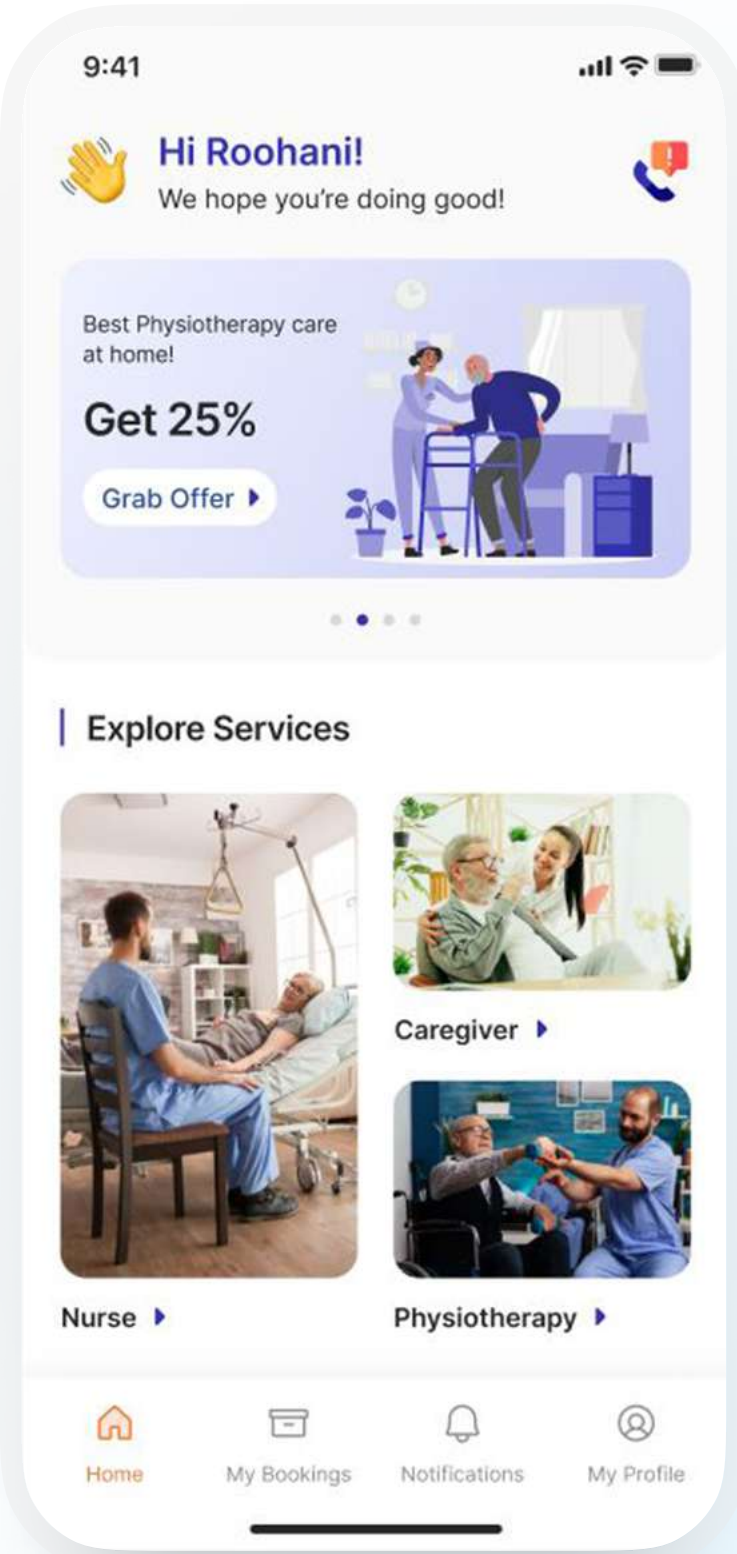 9:41
Hi Roohani!
We hope you're doing good!
Best Physiotherapy care
at home!
Get 25%
Grab Offer
Explore Services
Caregiver
Nurse
Physiotherapy
Home
My Bookings
Notifications
My Profile